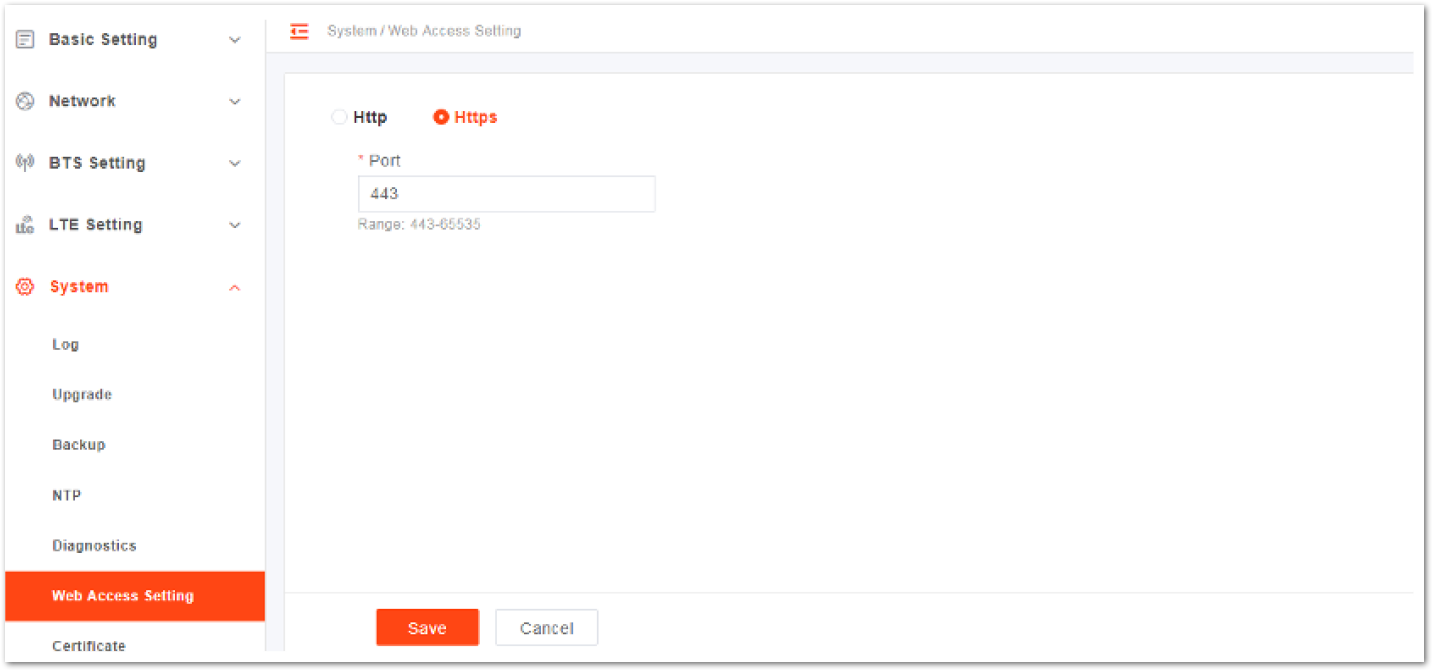 Basic Setting
Network
BTS Setting
LTE Setting
System
Log
Upgrade
Backup
NTP
Diagnostics
Web Access Setting
Certificate
System / Web Access Setting
Http
Https
* Port
443
Range: 443-65535
Save
Cancel